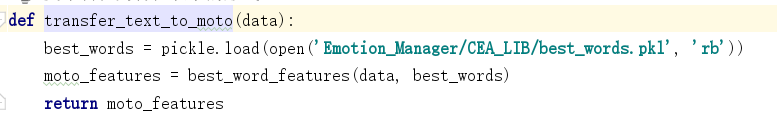 def transfer_text_to_moto(data):
    best_words = pickle.load(open('Emotion_Manager/CEA_LIB/best_words.pkl', 'rb'))
    moto_features = best_word_features(data, best_words)
    return moto_features